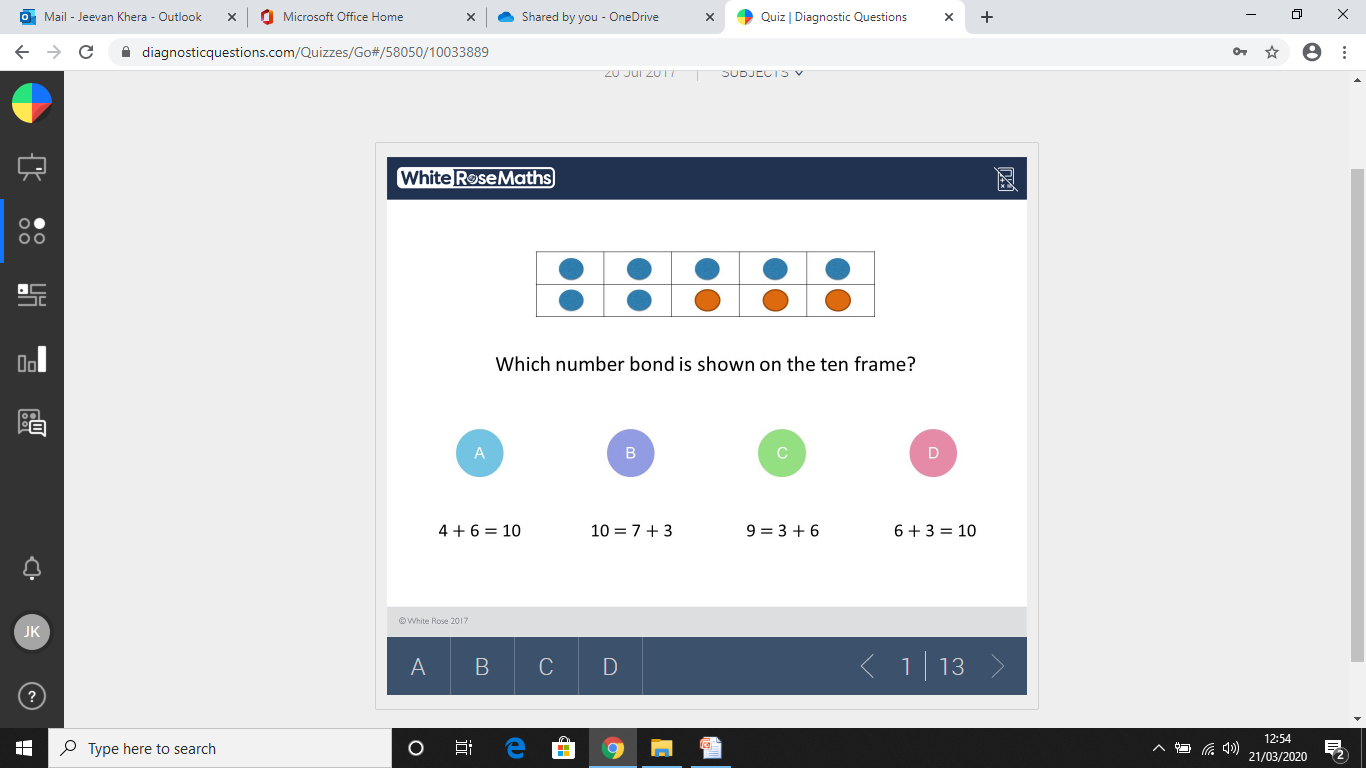 Mail - Jeevan Khera - Outlook
Microsoft Office Home
Shared by you - OneDrive
Quiz | Diagnostic Questions
diagnosticquestions.com/Quizzes/Go#/58050/10033889
20 Jul 2017
SUBJECTS
White Rose Maths
Which number bond is shown on the ten frame?
A
B
C
D
4 + 6 = 10
10 = 7 + 3
9 = 3 + 6
6 + 3 = 10
© White Rose 2017
A
B
C
D
1 | 13
JK
?
Type here to search
12:54
21/03/2020
2